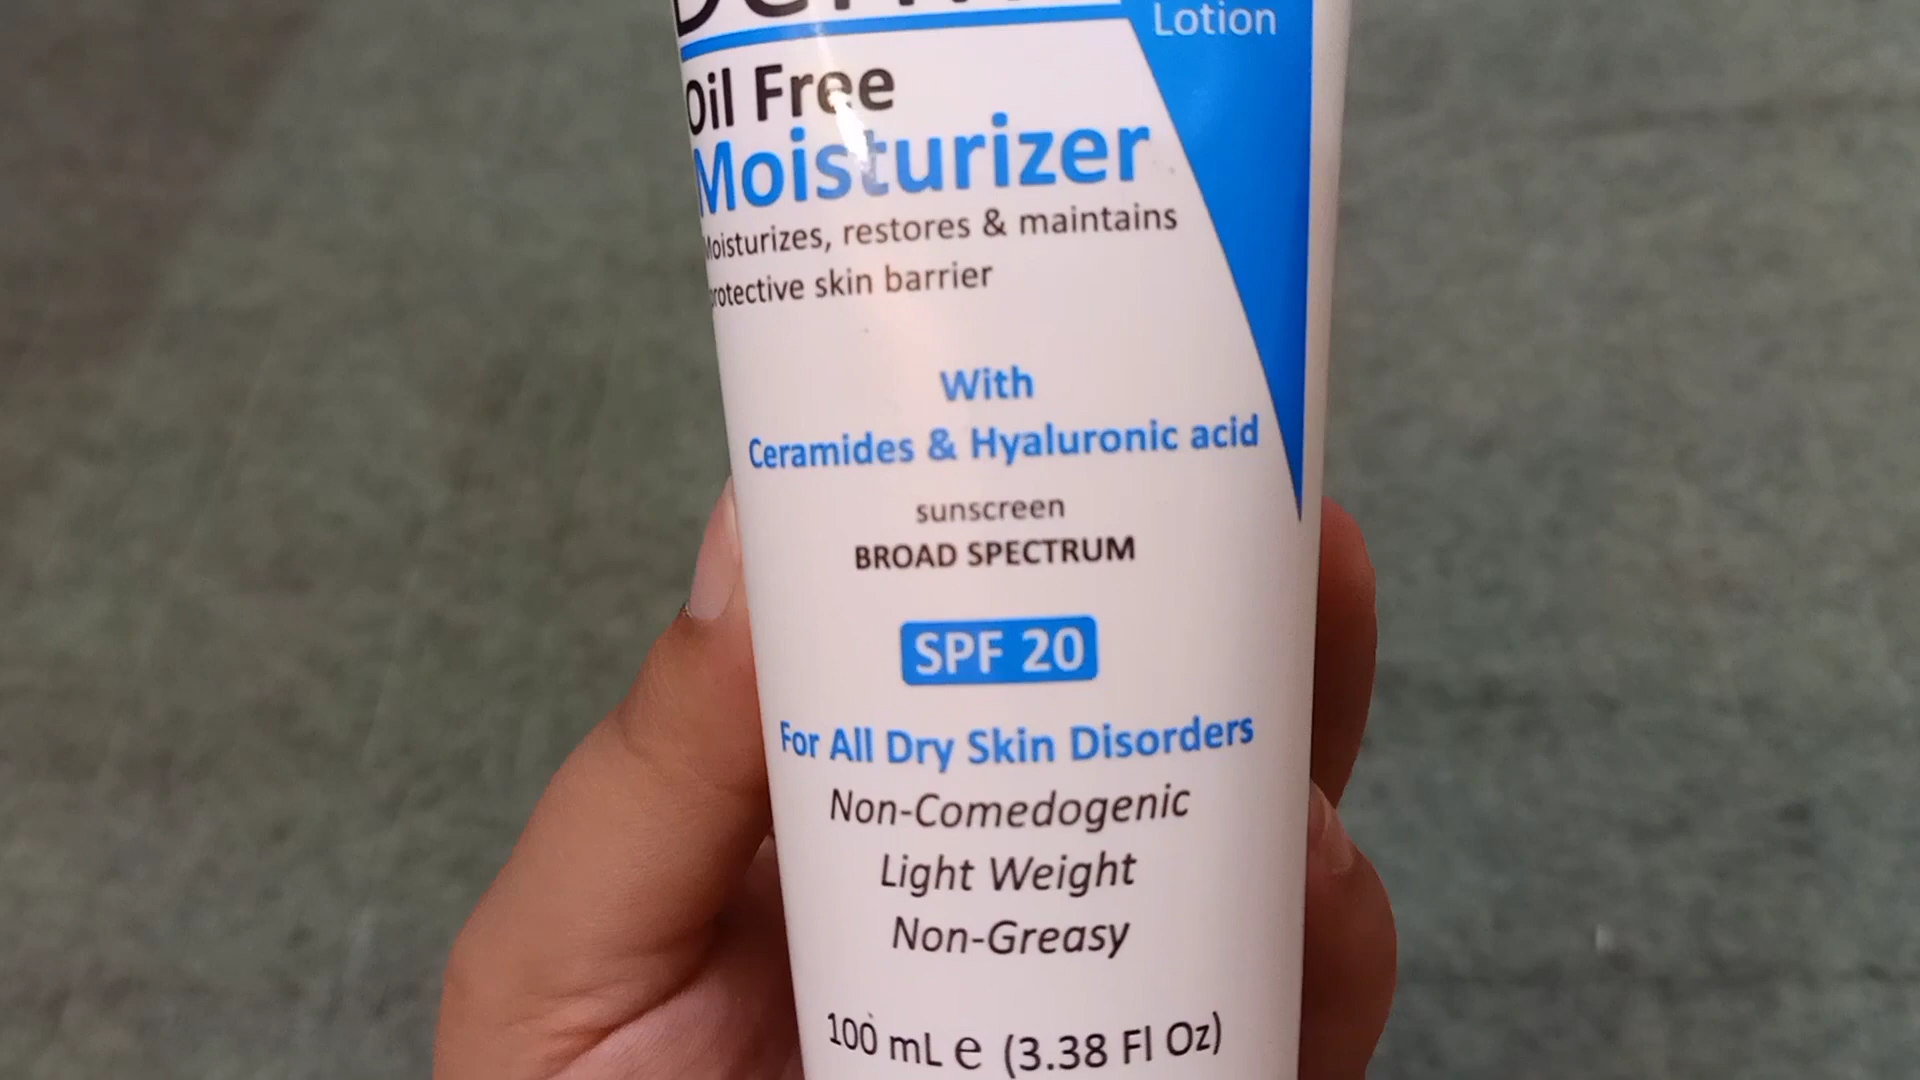 Lotion
Oil Free
Moisturizer
Moisturizes, restores & maintains
protective skin barrier
With
Ceramides & Hyaluronic acid
sunscreen
BROAD SPECTRUM
SPF 20
For All Dry Skin Disorders
Non-Comedogenic
Light Weight
Non-Greasy
100 mL e (3.38 Fl Oz)